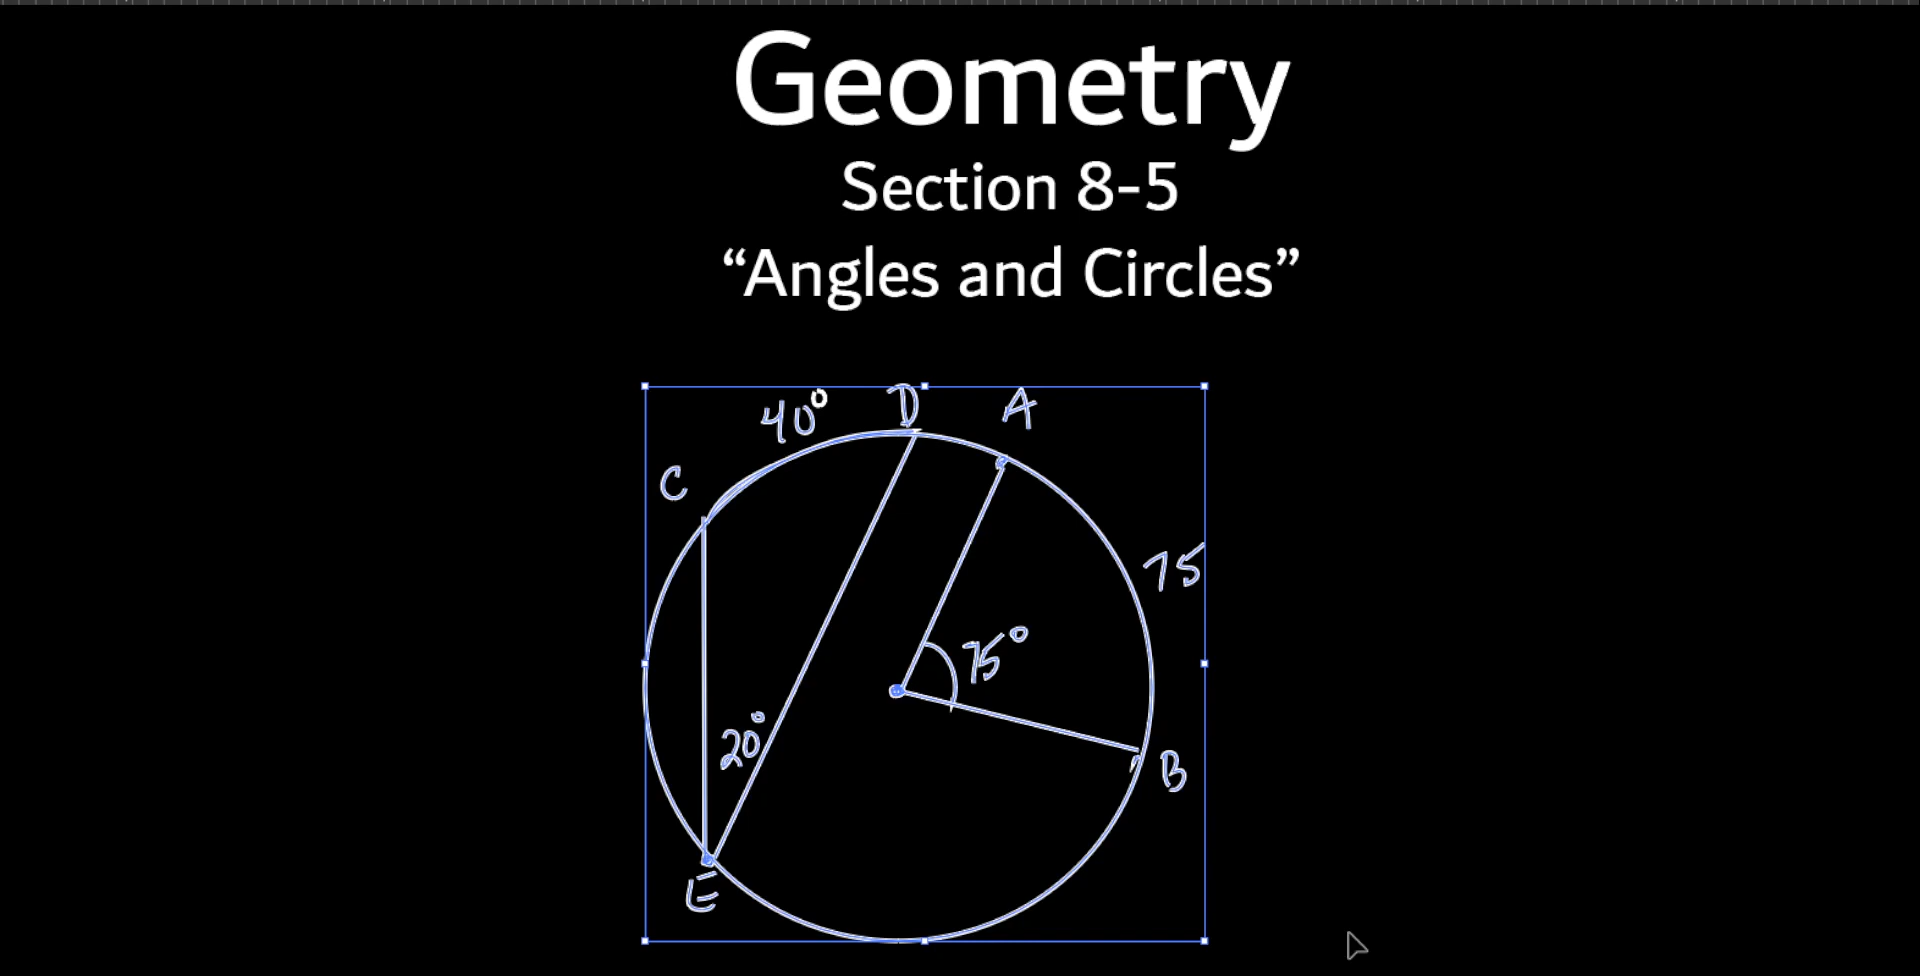 Geometry
Section 8-5
“Angles and Circles”
40° D A
C
75
75°
20°
B
E